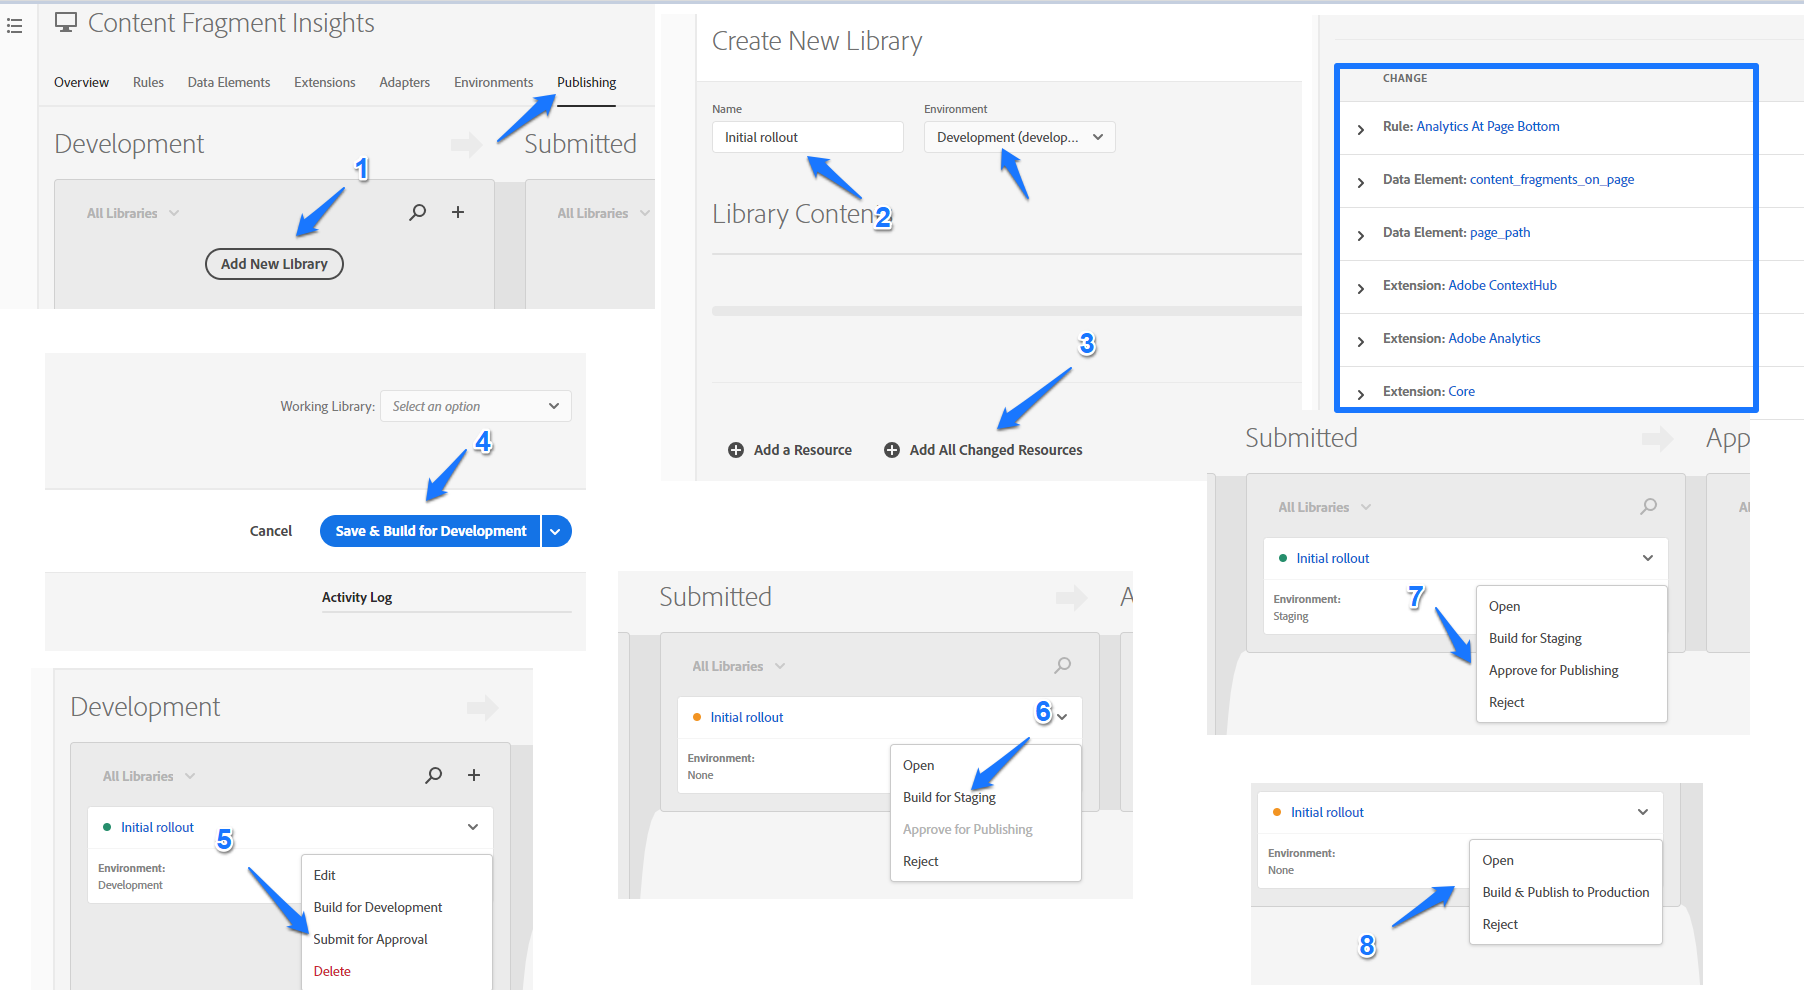 Content Fragment Insights
Overview Rules Data Elements Extensions Adapters Environments Publishing
Development Submitted
1
All Libraries All Libraries
Add New Library
Create New Library
Name Environment
Initial rollout Development (develop...
Library Conten
2
3
Add a Resource Add All Changed Resources
CHANGE
Rule: Analytics At Page Bottom
Data Element: content_fragments_on_page
Data Element: page_path
Extension: Adobe ContextHub
Extension: Adobe Analytics
Extension: Core
Working Library: Select an option
4
Cancel Save & Build for Development
Activity Log
Development
All Libraries
Initial rollout
5
Environment:
Development
Edit
Build for Development
Submit for Approval
Delete
Submitted A
All Libraries
Initial rollout
6
Environment:
None
Open
Build for Staging
Approve for Publishing
Reject
Submitted App
All Libraries Al
Initial rollout
7
Environment:
Staging
Open
Build for Staging
Approve for Publishing
Reject
Initial rollout
Environment:
None
Open
Build & Publish to Production
Reject
8